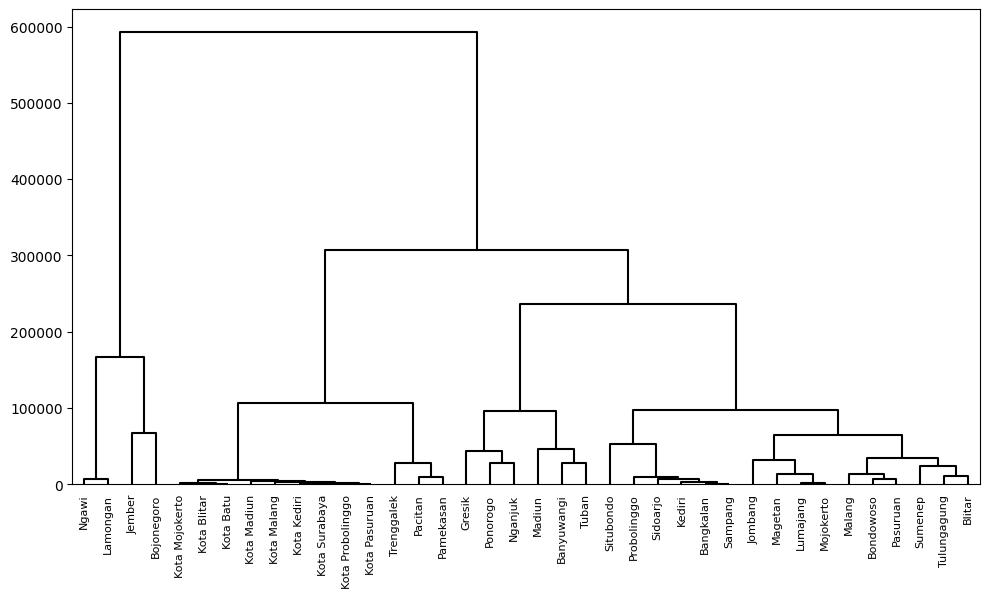 600000
500000
400000
300000
200000
100000
0
Ngawi
Lamongan
Jember
Bojonegoro
Kota Mojokerto
Kota Blitar
Kota Batu
Kota Madiun
Kota Malang
Kota Kediri
Kota Surabaya
Kota Probolinggo
Kota Pasuruan
Trenggalek
Pacitan
Pamekasan
Gresik
Ponorogo
Nganjuk
Madiun
Banyuwangi
Tuban
Situbondo
Probolinggo
Sidoarjo
Kediri
Bangkalan
Sampang
Jombang
Magetan
Lumajang
Mojokerto
Malang
Bondowoso
Pasuruan
Sumenep
Tulungagung
Blitar